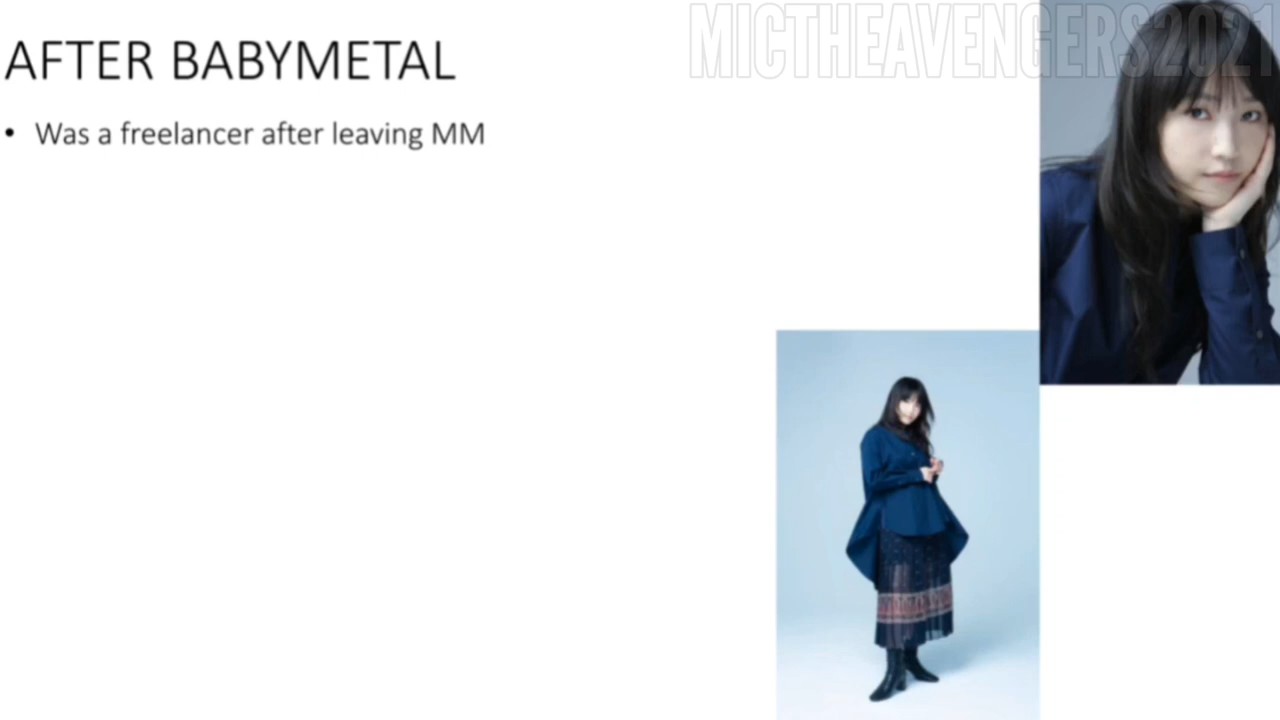 MICTHEAVENGERS2021
AFTER BABYMETAL
• Was a freelancer after leaving MM